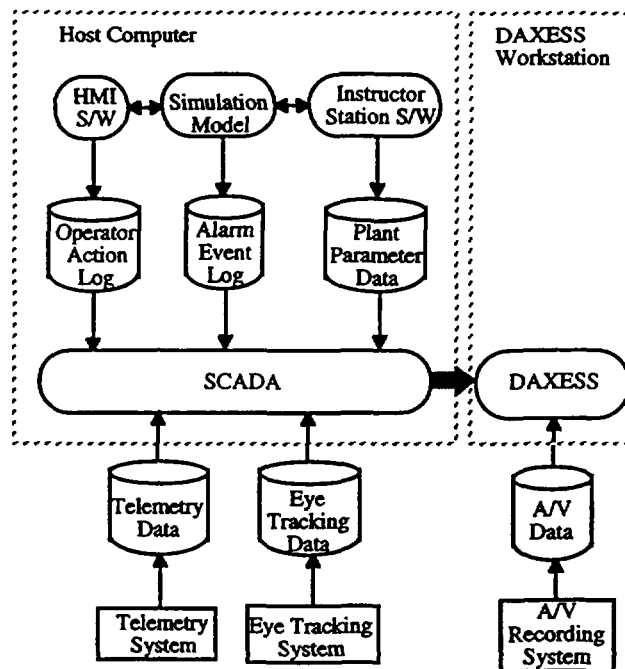 Host Computer
DAXESS
Workstation
HMI
S/W
Simulation
Model
Instructor
Station S/W
Operator
Action
Log
Alarm
Event
Log
Plant
Parameter
Data
SCADA
DAXESS
Telemetry
Data
Eye
Tracking
Data
A/V
Data
Telemetry
System
Eye Tracking
System
A/V
Recording
System